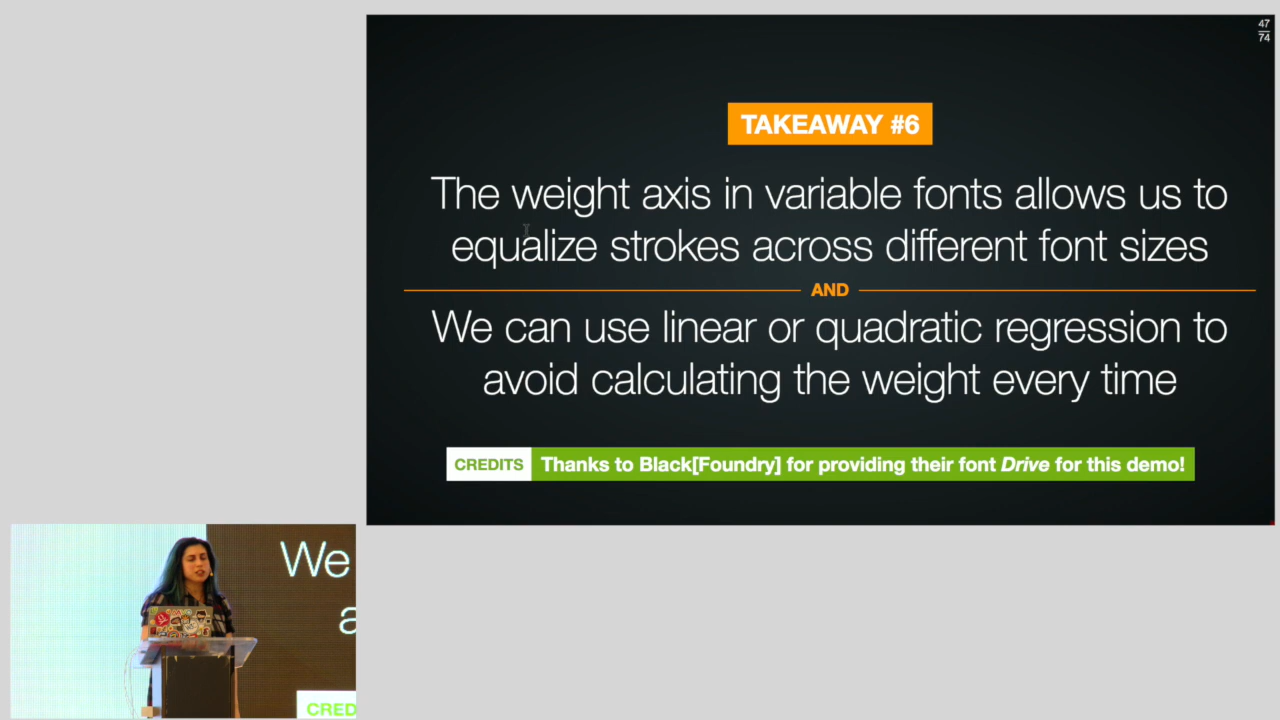 47
74
TAKEAWAY #6
The weight axis in variable fonts allows us to
equalize strokes across different font sizes
AND
We can use linear or quadratic regression to
avoid calculating the weight every time
CREDITS Thanks to Black[Foundry] for providing their font Drive for this demo!
We
a
CRED